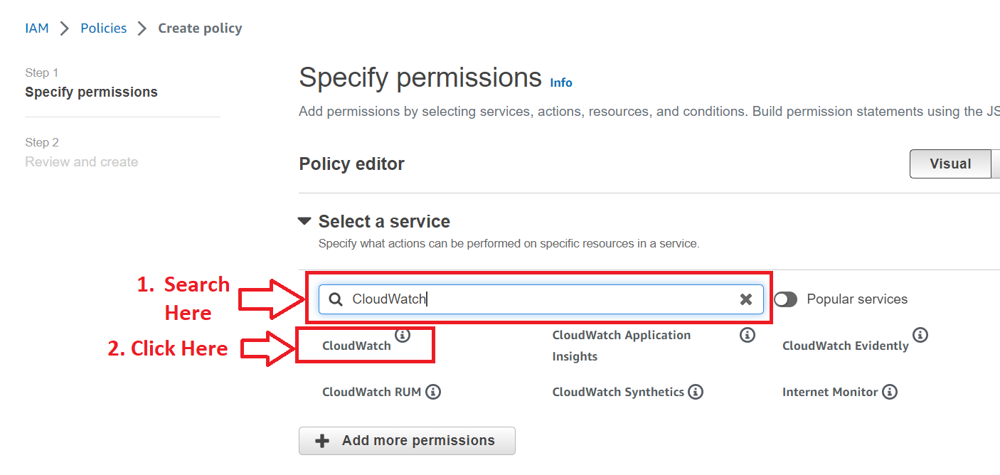 IAM > Policies > Create policy
Step 1
Specify permissions
Step 2
Review and create
Specify permissions Info
Add permissions by selecting services, actions, resources, and conditions. Build permission statements using the JS
Policy editor
Visual
Select a service
Specify what actions can be performed on specific resources in a service.
1. Search
Here
CloudWatch
Popular services
2. Click Here
CloudWatch
CloudWatch Application
Insights
CloudWatch Evidently
CloudWatch RUM
CloudWatch Synthetics
Internet Monitor
Add more permissions